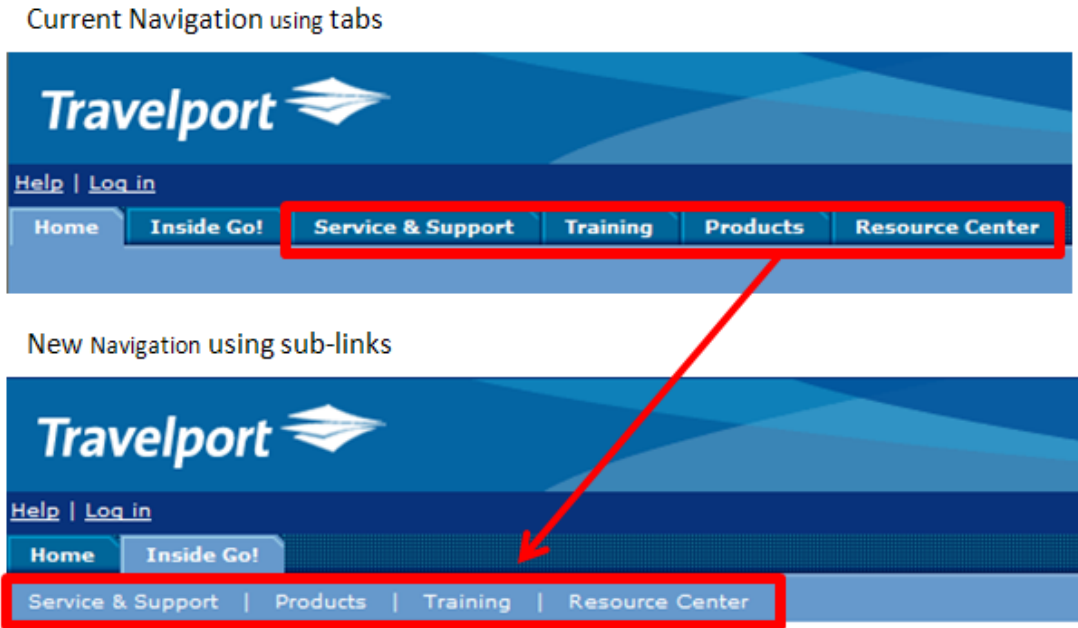 Current Navigation using tabs
Travelport
Help | Log in
Home Inside Go! Service & Support Training Products Resource Center
New Navigation using sub-links
Travelport
Help | Log in
Home Inside Go!
Service & Support | Products | Training | Resource Center